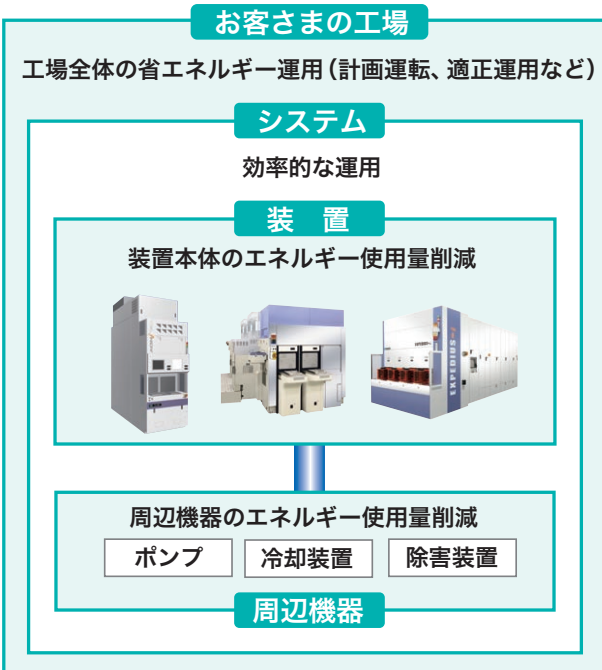 お客さまの工場
工場全体の省エネルギー運用（計画運転、適正運用など）
システム
効率的な運用
装　置
装置本体のエネルギー使用量削減
EXPEDIUS
周辺機器のエネルギー使用量削減
ポンプ
冷却装置
除害装置
周辺機器